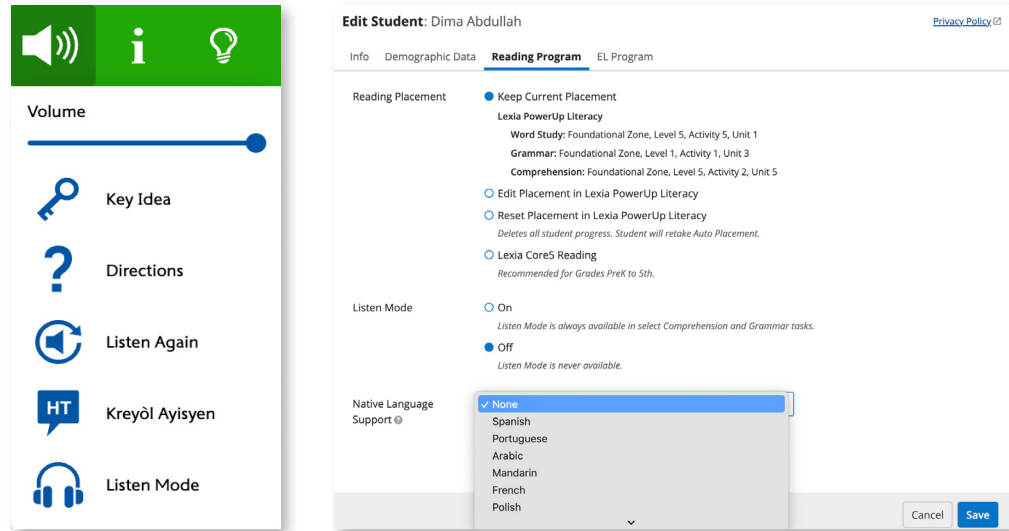 Volume
Key Idea
Directions
Listen Again
HT
Kreyòl Ayisyen
Listen Mode
Edit Student: Dima Abdullah
Privacy Policy
Info Demographic Data Reading Program EL Program
Reading Placement
Keep Current Placement
Lexia PowerUp Literacy
Word Study: Foundational Zone, Level 5, Activity 5, Unit 1
Grammar: Foundational Zone, Level 1, Activity 1, Unit 3
Comprehension: Foundational Zone, Level 5, Activity 2, Unit 5
Edit Placement in Lexia PowerUp Literacy
Reset Placement in Lexia PowerUp Literacy
Deletes all student progress. Student will retake Auto Placement.
Lexia Core5 Reading
Recommended for Grades PreK to 5th.
Listen Mode
On
Listen Mode is always available in select Comprehension and Grammar tasks.
Off
Listen Mode is never available.
Native Language
Support
✓ None
Spanish
Portuguese
Arabic
Mandarin
French
Polish
Cancel Save